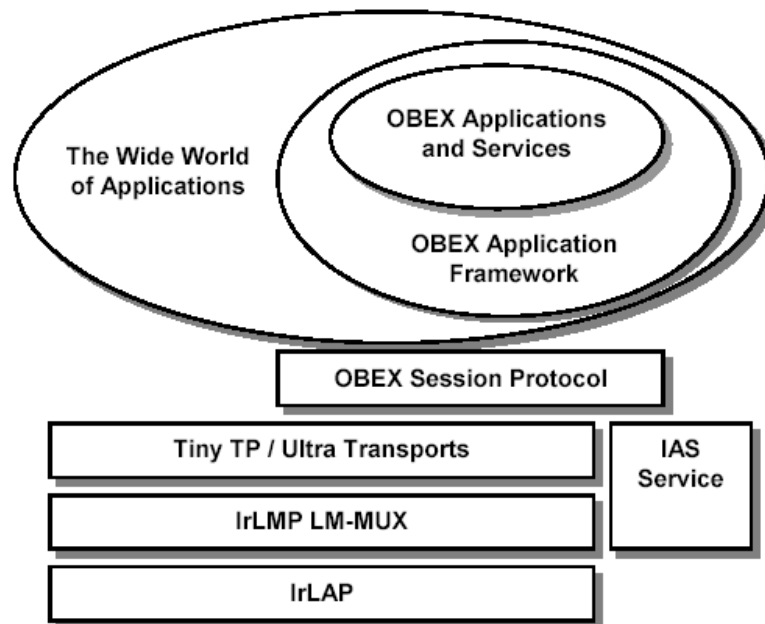 OBEX Applications
and Services
The Wide World
of Applications
OBEX Application
Framework
OBEX Session Protocol
Tiny TP / Ultra Transports
IAS
Service
IrLMP LM-MUX
IrLAP